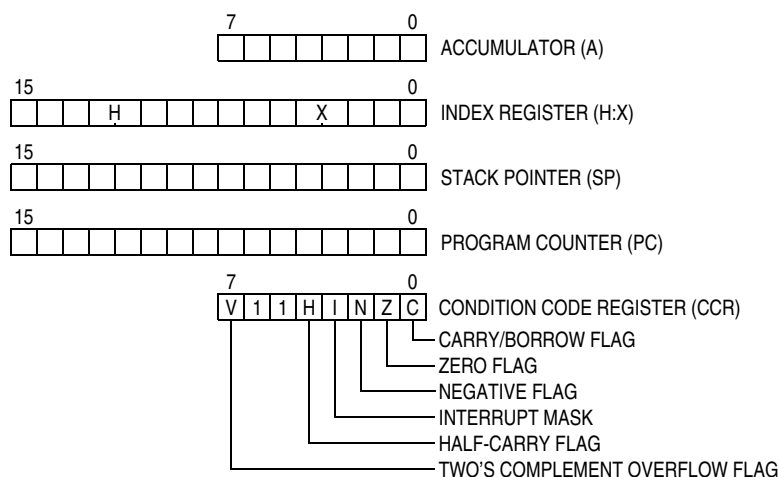 7 0
ACCUMULATOR (A)
15 0
H X INDEX REGISTER (H:X)
15 0
STACK POINTER (SP)
15 0
PROGRAM COUNTER (PC)
7 0
V 1 1 H I N Z C CONDITION CODE REGISTER (CCR)
CARRY/BORROW FLAG
ZERO FLAG
NEGATIVE FLAG
INTERRUPT MASK
HALF-CARRY FLAG
TWO'S COMPLEMENT OVERFLOW FLAG